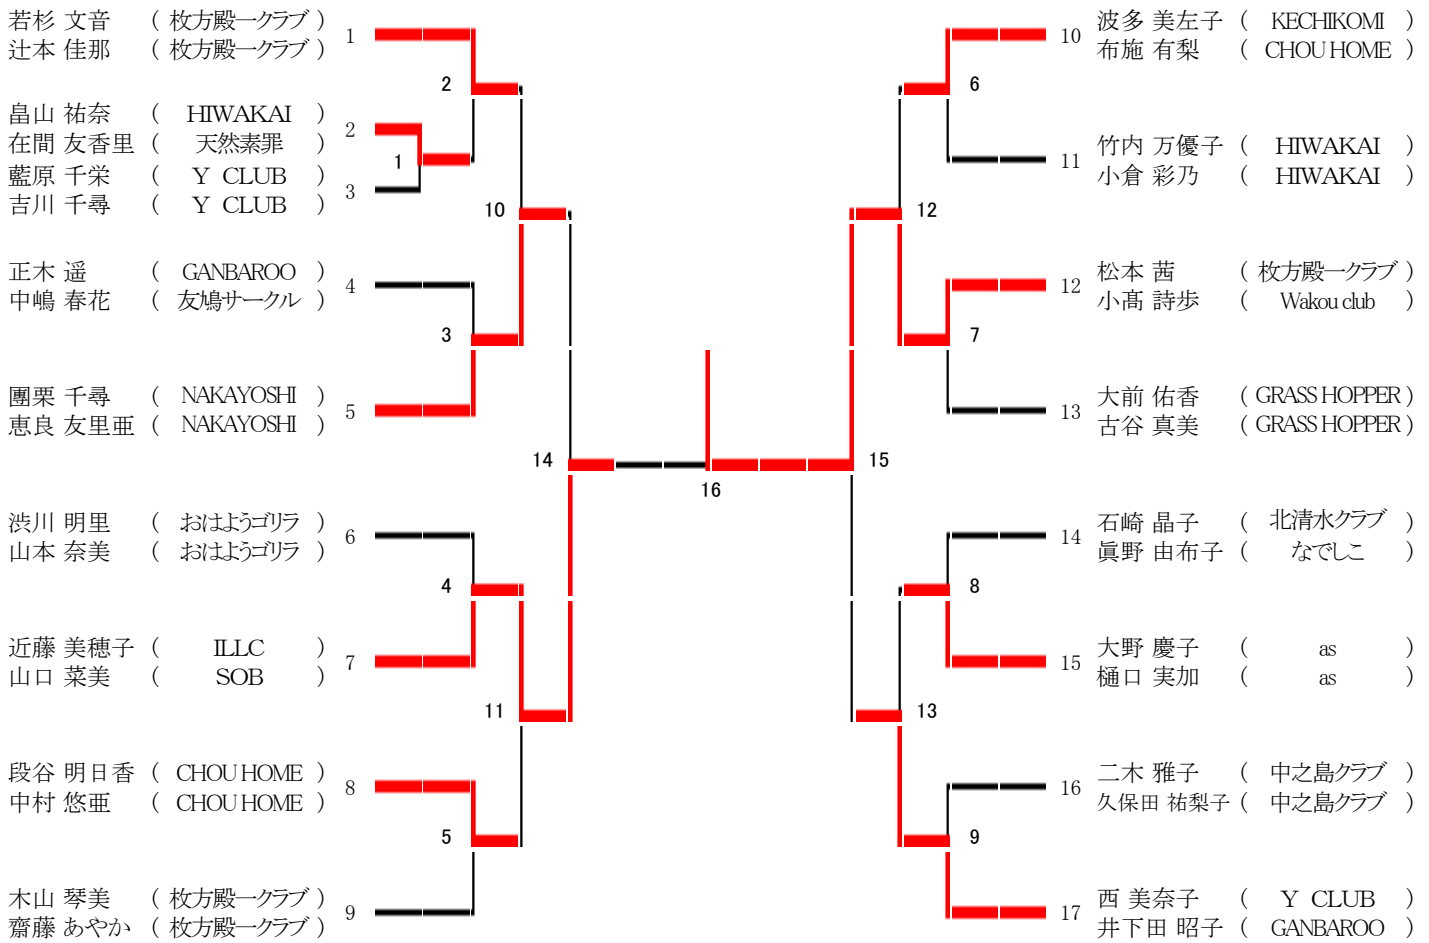 若杉 文音 ( 枚方殿一クラブ ) 1
辻本 佳那 ( 枚方殿一クラブ )
2
畠山 祐奈 ( HIWAKAI ) 2
在間 友香里 ( 天然素罪 )
1
藍原 千栄 ( Y CLUB ) 3
吉川 千尋 ( Y CLUB )
10
正木 遥 ( GANBAROO ) 4
中嶋 春花 ( 友鳩サークル )
3
團栗 千尋 ( NAKAYOSHI ) 5
恵良 友里亜 ( NAKAYOSHI )
14
渋川 明里 ( おはようゴリラ ) 6
山本 奈美 ( おはようゴリラ )
4
近藤 美穂子 ( ILLC ) 7
山口 菜美 ( SOB )
11
段谷 明日香 ( CHOU HOME ) 8
中村 悠亜 ( CHOU HOME )
5
木山 琴美 ( 枚方殿一クラブ ) 9
齋藤 あやか ( 枚方殿一クラブ )
16
10 波多 美左子 ( KECHIKOMI )
布施 有梨 ( CHOU HOME )
6
11 竹内 万優子 ( HIWAKAI )
小倉 彩乃 ( HIWAKAI )
12
12 松本 茜 ( 枚方殿一クラブ )
小髙 詩歩 ( Wakou club )
7
13 大前 佑香 ( GRASS HOPPER )
古谷 真美 ( GRASS HOPPER )
15
14 石崎 晶子 ( 北清水クラブ )
眞野 由布子 ( なでしこ )
8
15 大野 慶子 ( as )
樋口 実加 ( as )
13
16 二木 雅子 ( 中之島クラブ )
久保田 祐梨子 ( 中之島クラブ )
9
17 西 美奈子 ( Y CLUB )
井下田 昭子 ( GANBAROO )